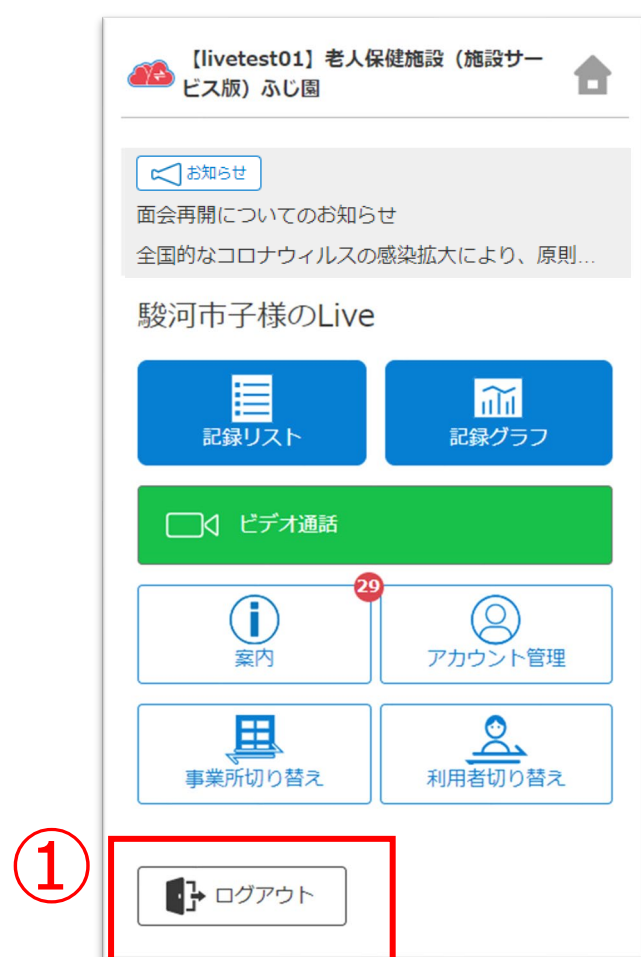 【livetest01】老人保健施設（施設サー
ビス版）ふじ園
お知らせ
面会再開についてのお知らせ
全国的なコロナウィルスの感染拡大により、原則...
駿河市子様のLive
記録リスト
記録グラフ
ビデオ通話
29
案内
アカウント管理
事業所切り替え
利用者切り替え
①
ログアウト